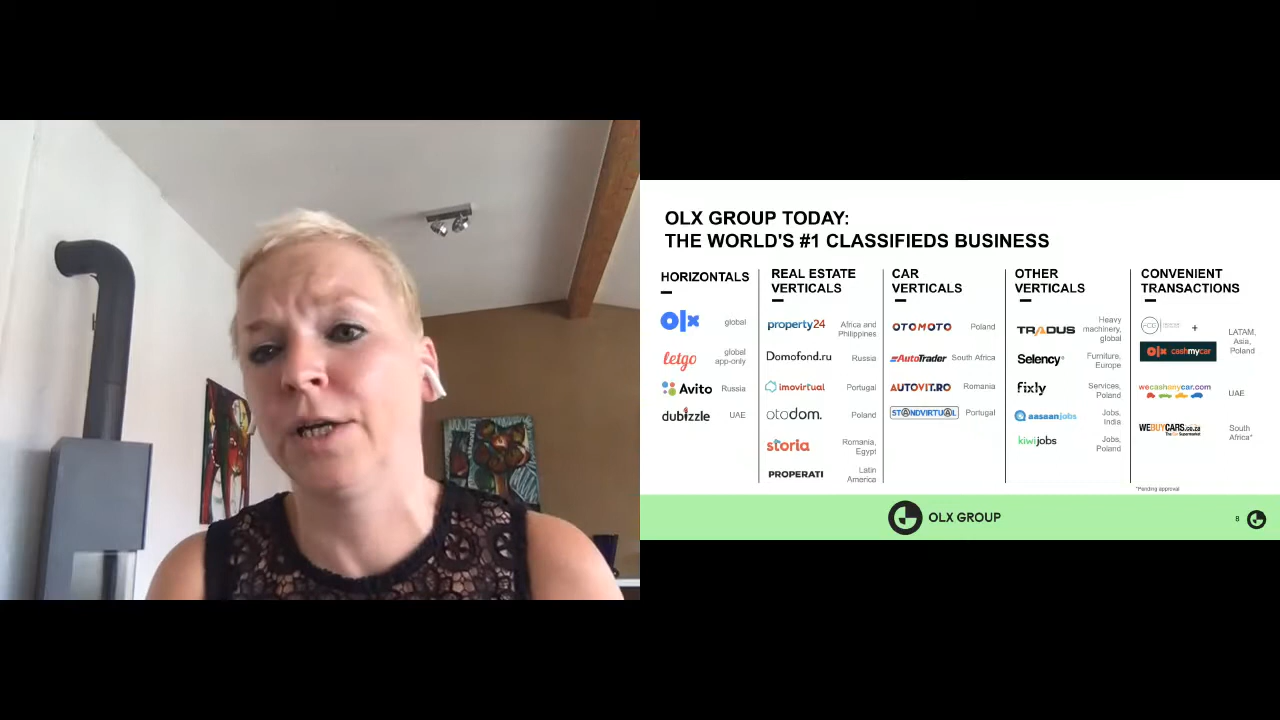 OLX GROUP TODAY:
THE WORLD'S #1 CLASSIFIEDS BUSINESS
HORIZONTALS
olx
global
letgo
global
app-only
Avito
Russia
dubizzle
UAE
REAL ESTATE
VERTICALS
property24
Africa and
Philippines
Domofond.ru
Russia
imovirtual
Portugal
otodom.
Poland
storia
Romania,
Egypt
PROPERATI
Latin
America
CAR
VERTICALS
OTOMOTO
Poland
AutoTrader
South Africa
AUTOVIT.RO
Romania
STANDVIRTUAL
Portugal
OTHER
VERTICALS
TRADUS
Heavy
machinery,
global
Selency
Furniture,
Europe
fixly
Services,
Poland
aasaanjobs
Jobs,
India
kiwijobs
Jobs,
Poland
CONVENIENT
TRANSACTIONS
FCG
+
olx cashmycar
LATAM,
Asia,
Poland
wecashanycar.com
UAE
WEBUYCARS.co.za
South
Africa*
*Pending approval
OLX GROUP
8